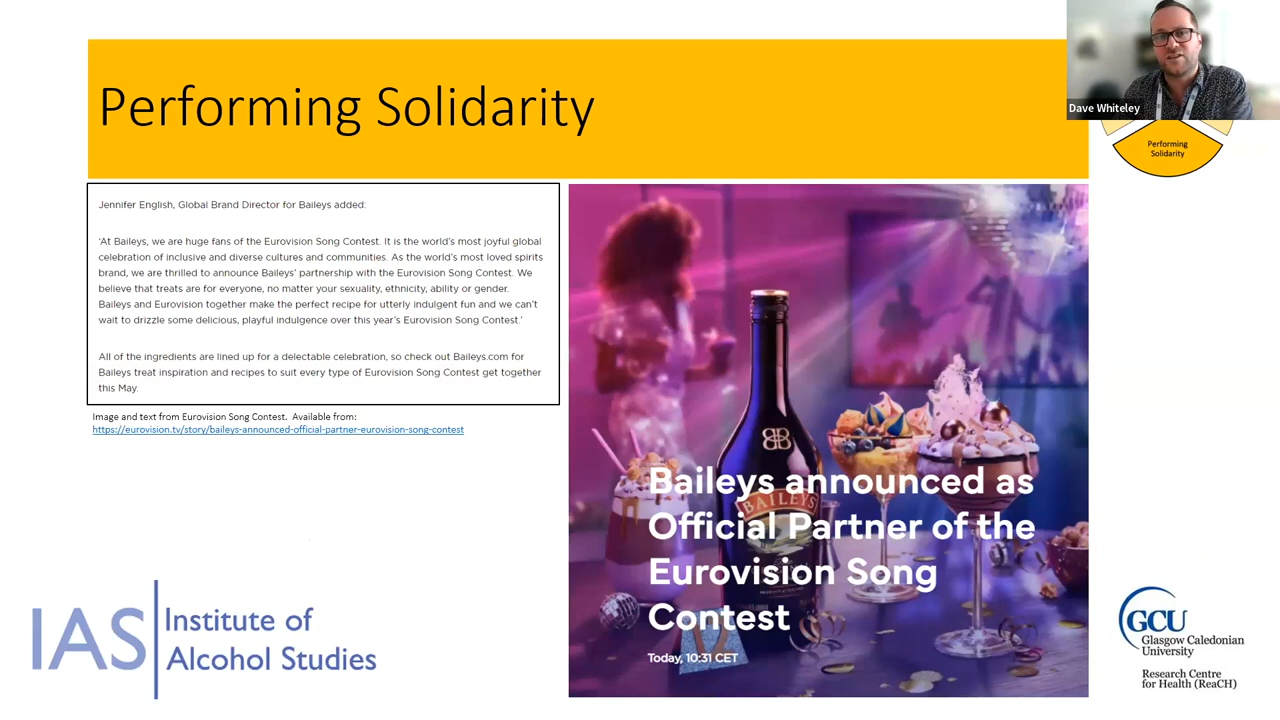 Performing Solidarity
Dave Whiteley
Performing
Solidarity
Jennifer English, Global Brand Director for Baileys added:
‘At Baileys, we are huge fans of the Eurovision Song Contest. It is the world’s most joyful global
celebration of inclusive and diverse cultures and communities. As the world’s most loved spirits
brand, we are thrilled to announce Baileys’ partnership with the Eurovision Song Contest. We
believe that treats are for everyone, no matter your sexuality, ethnicity, ability or gender.
Baileys and Eurovision together make the perfect recipe for utterly indulgent fun and we can’t
wait to drizzle some delicious, playful indulgence over this year’s Eurovision Song Contest.’
All of the ingredients are lined up for a delectable celebration, so check out Baileys.com for
Baileys treat inspiration and recipes to suit every type of Eurovision Song Contest get together
this May.
Image and text from Eurovision Song Contest. Available from:
https://eurovision.tv/story/baileys-announced-official-partner-eurovision-song-contest
BAILEYS
Baileys announced as
Official Partner of the
Eurovision Song
Contest
Today, 10:31 CET
IAS
Institute of
Alcohol Studies
GCU
Glasgow Caledonian
University
Research Centre
for Health (ReaCH)